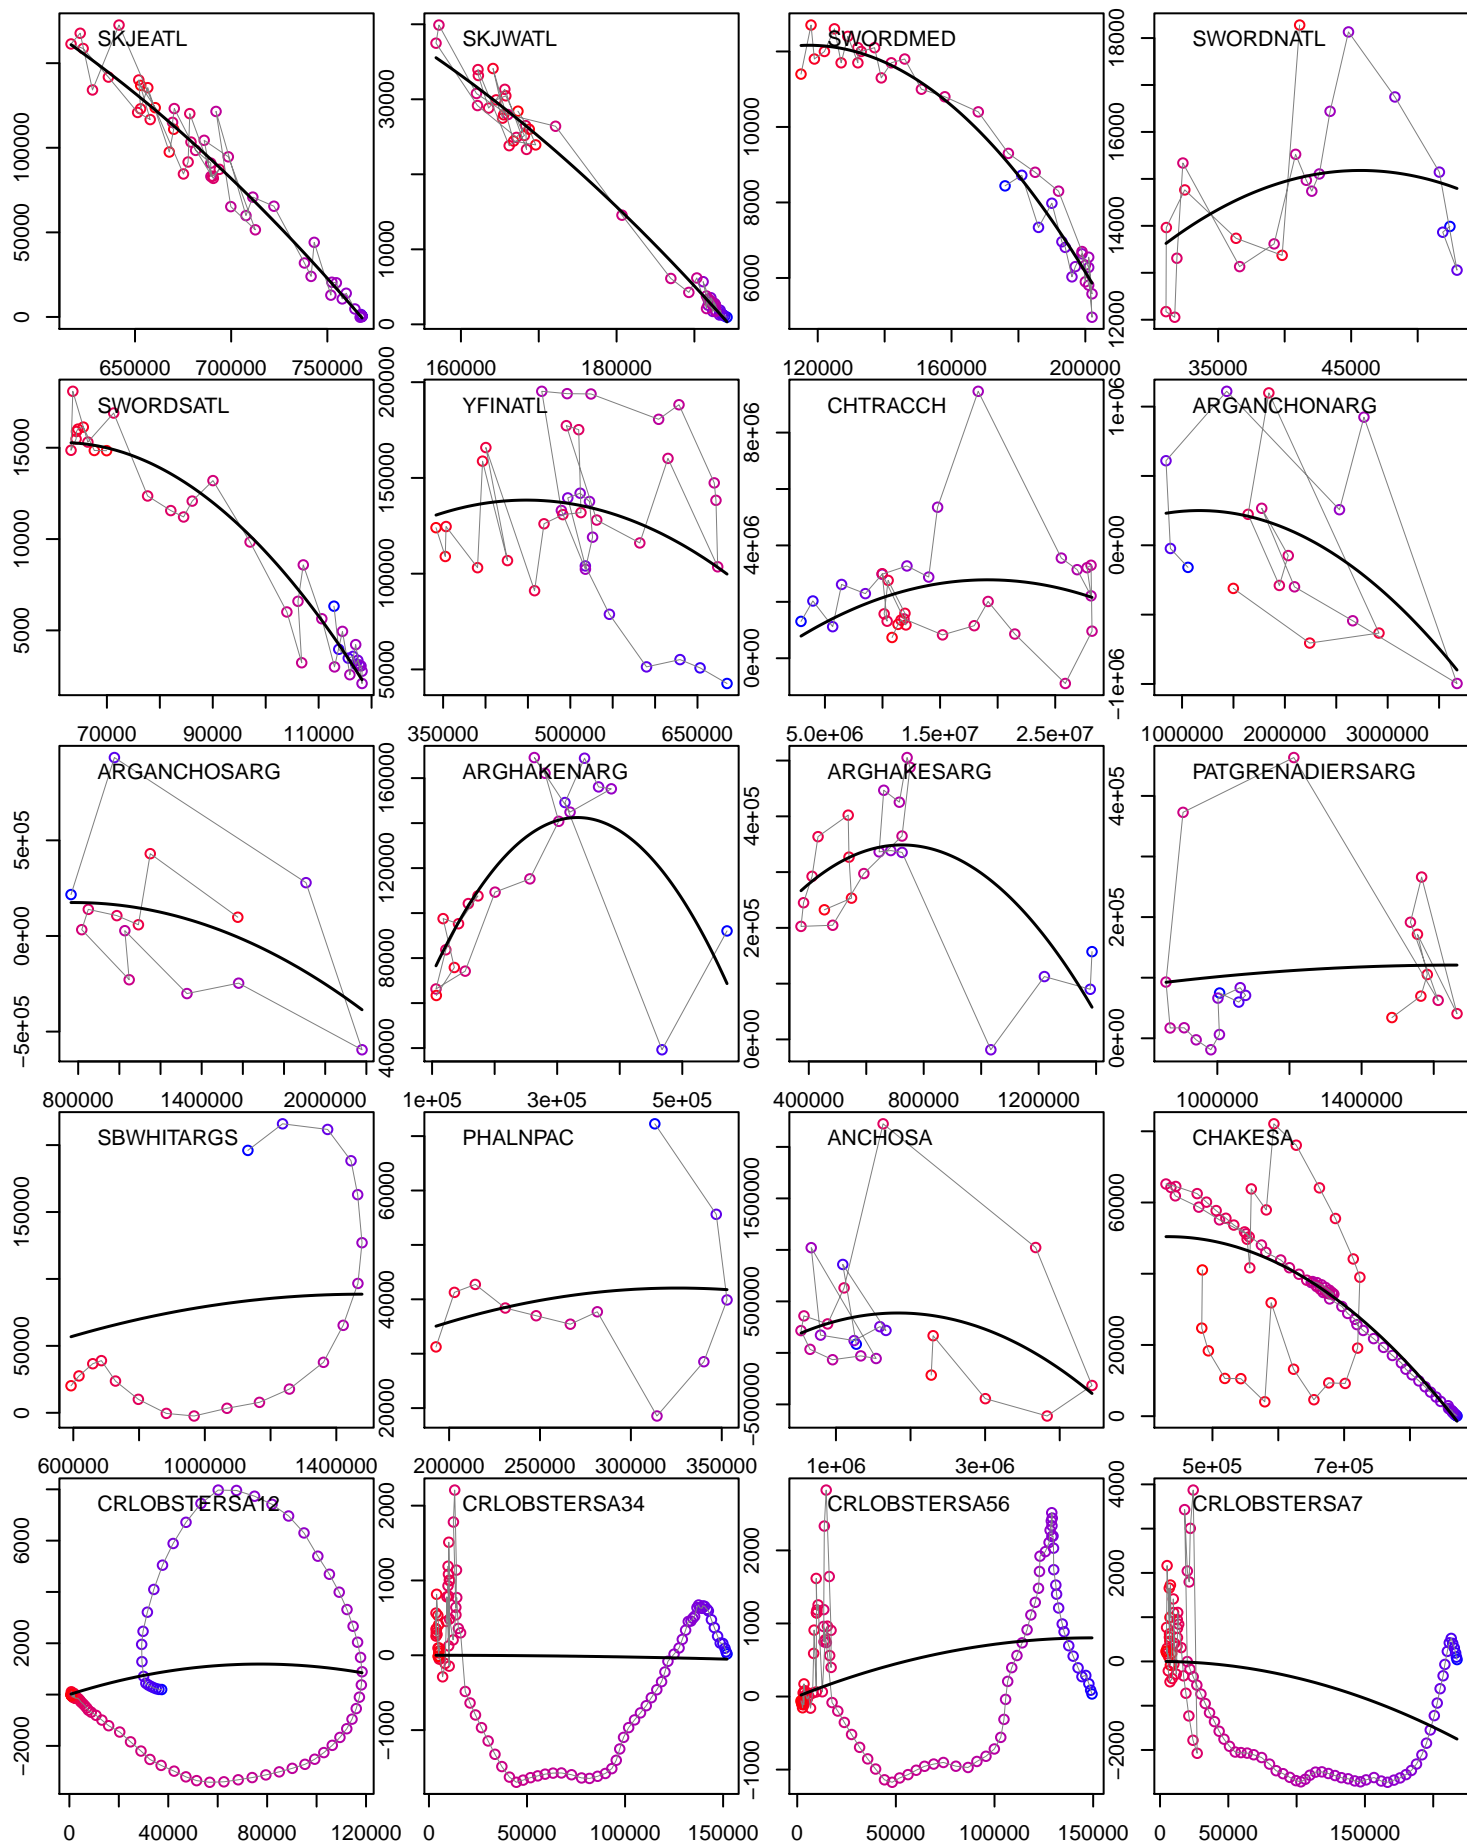 SKJEATL SKJWATL SWORDMED SWORDNATL
0 50000 100000
0 10000 30000
6000 8000 10000
12000 14000 16000 18000
650000 700000 750000
160000 180000
120000 160000 200000
35000 45000
SWORDSATL YFINATL CHTRACCH ARGANCHONARG
5000 10000 15000
50000 100000 150000 200000
0e+00 4e+06 8e+06
−1e+06 0e+00 1e+06
70000 90000 110000
350000 500000 650000
5.0e+06 1.5e+07 2.5e+07
1000000 2000000 3000000
ARGANCHOSARG ARGHAKENARG ARGHAKESARG PATGRENADIERSARG
−5e+05 0e+00 5e+05
40000 80000 120000 160000
0e+00 2e+05 4e+05
0e+00 2e+05 4e+05
800000 1400000 2000000
1e+05 3e+05 5e+05
400000 800000 1200000
1000000 1400000
SBWHITARGS PHALNPAC ANCHOSA CHAKESA
0 50000 150000
20000 40000 60000
−500000 500000 1500000
0 20000 60000
600000 1000000 1400000
200000 250000 300000 350000
1e+06 3e+06
5e+05 7e+05
CRLOBSTERSA12 CRLOBSTERSA34 CRLOBSTERSA56 CRLOBSTERSA7
−2000 2000 6000
−1000 0 1000 2000
−1000 0 1000 2000
−2000 0 2000 4000
0 40000 80000 120000
0 50000 100000 150000
0 50000 100000 150000
0 50000 150000